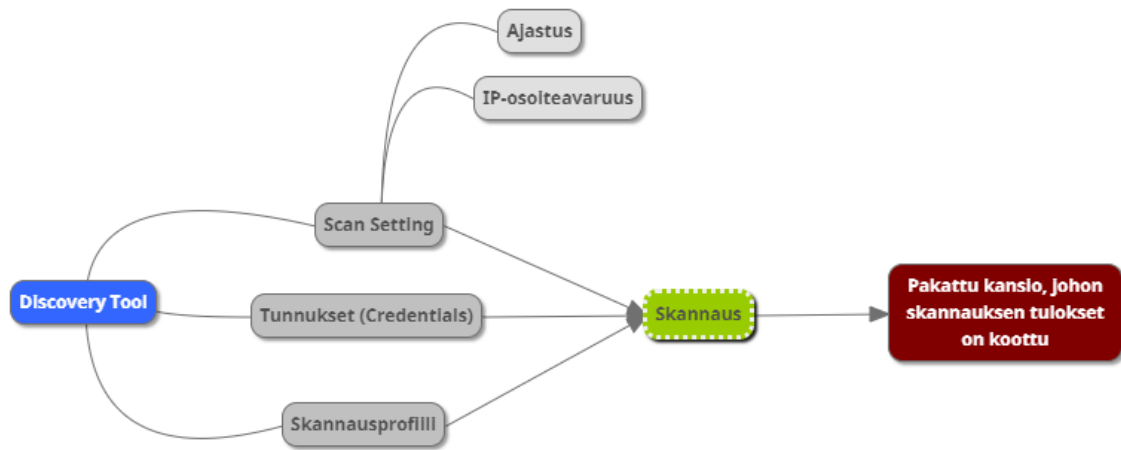 Ajastus
IP-osoiteavaruus
Scan Setting
Discovery Tool
Tunnukset (Credentials)
Skannaus
Pakattu kansio, johon
skannauksen tulokset
on koottu
Skannausprofiili